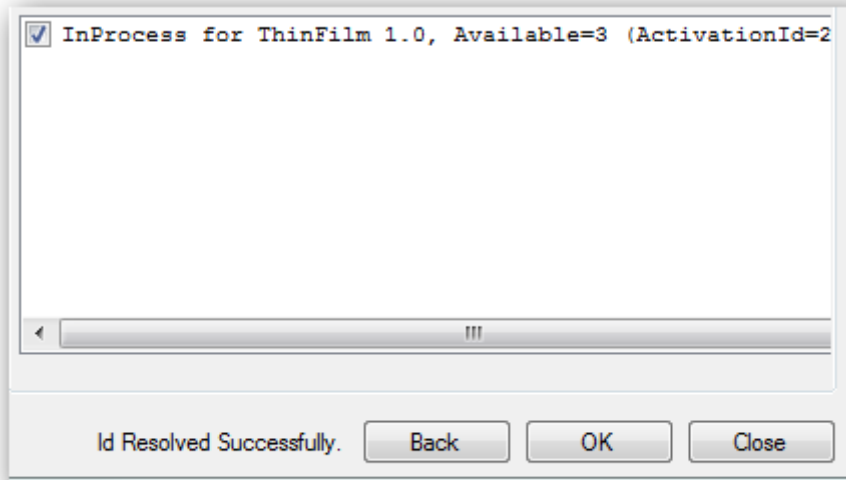 InProcess for ThinFilm 1.0, Available=3 (ActivationId=2
Id Resolved Successfully.
Back
OK
Close